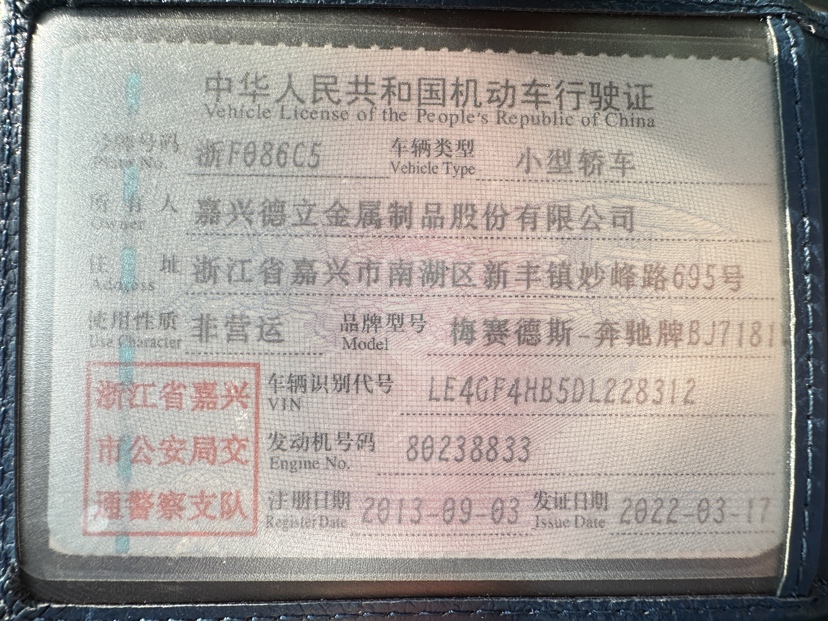 中华人民共和国机动车行驶证
Vehicle License of the People's Republic of China
号牌号码 浙F086C5 车辆类型 小型轿车
Plate No. Vehicle Type
所有人 嘉兴德立金属制品股份有限公司
Owner
住址 浙江省嘉兴市南湖区新丰镇妙峰路695号
Address
使用性质 非营运 品牌型号 梅赛德斯-奔驰牌BJ7181
Use Character Model
浙江省嘉兴 车辆识别代号 LE4GF4HB5DL228312
VIN
市公安局交 发动机号码 80238833
Engine No.
通警察支队 注册日期 2013-09-03 发证日期 2022-03-17
Register Date Issue Date